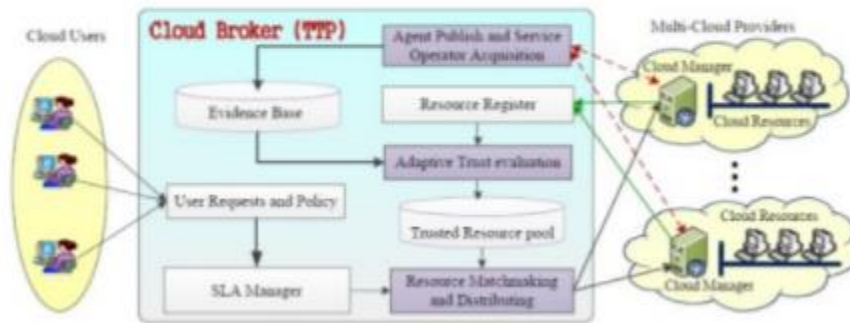 Cloud Users
Cloud Broker (TTP)
Agent Publish and Service
Operator Acquisition
Multi-Cloud Providers
Cloud Manager
Cloud Resources
Evidence Base
Resource Register
Adaptive Trust evaluation
User Requests and Policy
Trusted Resource pool
SLA Manager
Resource Matchmaking
and Distributing
Cloud Resources
Cloud Manager